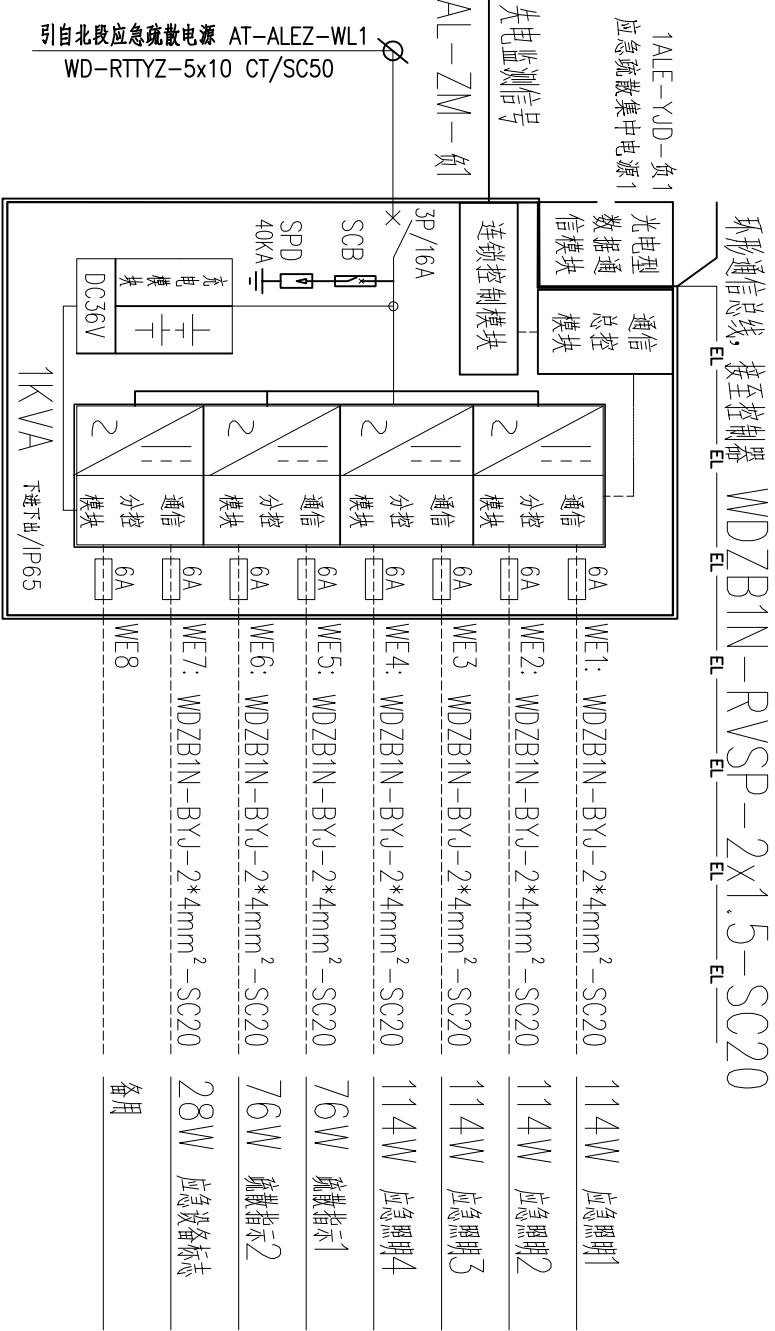 引自北段应急疏散电源 AT-ALEZ-WL1
WD-RTTYZ-5x10 CT/SC50
1ALE-YJD-负1
应急疏散集中电源1
失电监测信号
AL-ZM-负1
环形通信总线, 接至控制器 WDZB1N-RVSP-2x1.5-SC20
EL EL EL EL EL EL EL
光电型
数据通
信模块
通信
总控
模块
连锁控制模块
3P/16A
SCB
SPD
40KA
充电
模块
DC36V
1KVA
下进下出/IP65
通信
分控
模块
通信
分控
模块
通信
分控
模块
通信
分控
模块
6A WE1: WDZB1N-BYJ-2*4mm²-SC20 114W 应急照明1
6A WE2: WDZB1N-BYJ-2*4mm²-SC20 114W 应急照明2
6A WE3 WDZB1N-BYJ-2*4mm²-SC20 114W 应急照明3
6A WE4: WDZB1N-BYJ-2*4mm²-SC20 114W 应急照明4
6A WE5: WDZB1N-BYJ-2*4mm²-SC20 76W 疏散指示1
6A WE6: WDZB1N-BYJ-2*4mm²-SC20 76W 疏散指示2
6A WE7: WDZB1N-BYJ-2*4mm²-SC20 28W 应急设备标志
6A WE8 备用